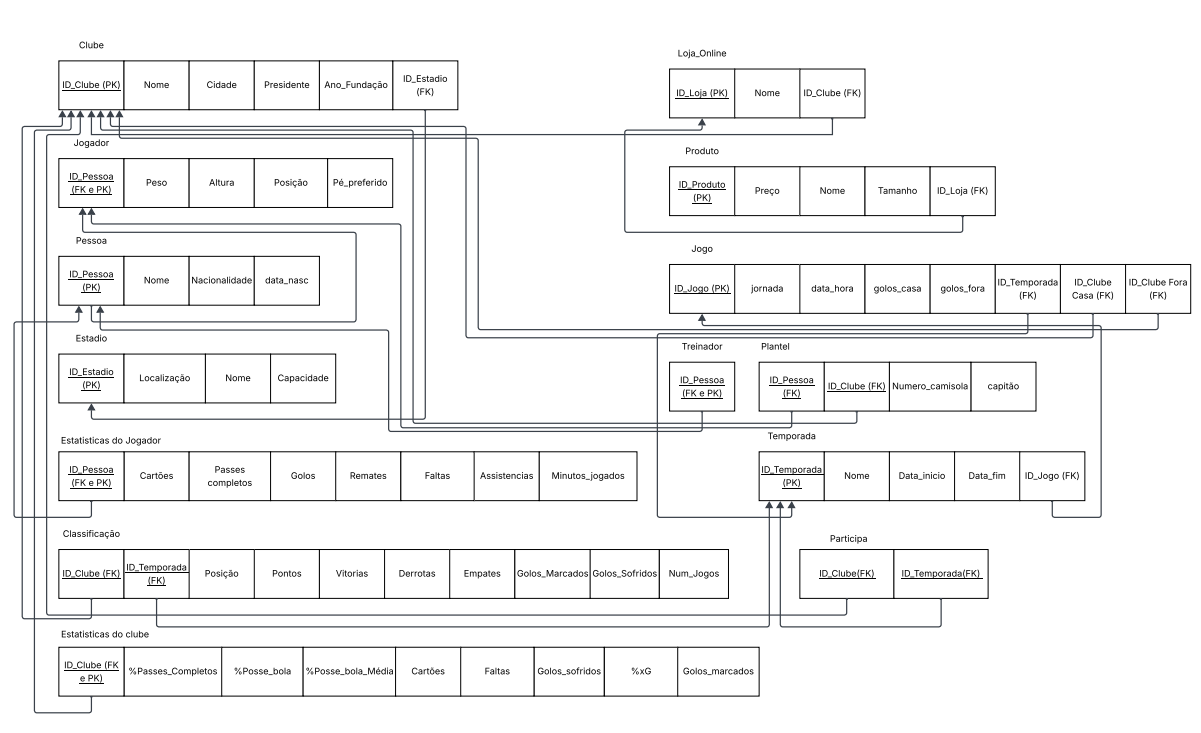 Clube
ID_Clube (PK) Nome Cidade Presidente Ano_Fundação ID_Estadio
(FK)
Loja_Online
ID_Loja (PK) Nome ID_Clube (FK)
Jogador
ID_Pessoa
(FK e PK) Peso Altura Posição Pé_preferido
Produto
ID_Produto
(PK) Preço Nome Tamanho ID_Loja (FK)
Pessoa
ID_Pessoa
(PK) Nome Nacionalidade data_nasc
Jogo
ID_Jogo (PK) jornada data_hora golos_casa golos_fora ID_Temporada
(FK) ID_Clube
Casa (FK) ID_Clube Fora
(FK)
Estadio
ID_Estadio
(PK) Localização Nome Capacidade
Treinador
ID_Pessoa
(FK e PK)
Plantel
ID_Pessoa
(FK) ID_Clube (FK) Numero_camisola capitão
Estatisticas do Jogador
ID_Pessoa
(FK e PK) Cartões Passes
completos Golos Remates Faltas Assistencias Minutos_jogados
Temporada
ID_Temporada
(PK) Nome Data_inicio Data_fim ID_Jogo (FK)
Classificação
ID_Clube (FK) ID_Temporada
(FK) Posição Pontos Vitorias Derrotas Empates Golos_Marcados Golos_Sofridos Num_Jogos
Participa
ID_Clube(FK) ID_Temporada(FK)
Estatisticas do clube
ID_Clube (FK
e PK) %Passes_Completos %Posse_bola %Posse_bola_Média Cartões Faltas Golos_sofridos %xG Golos_marcados